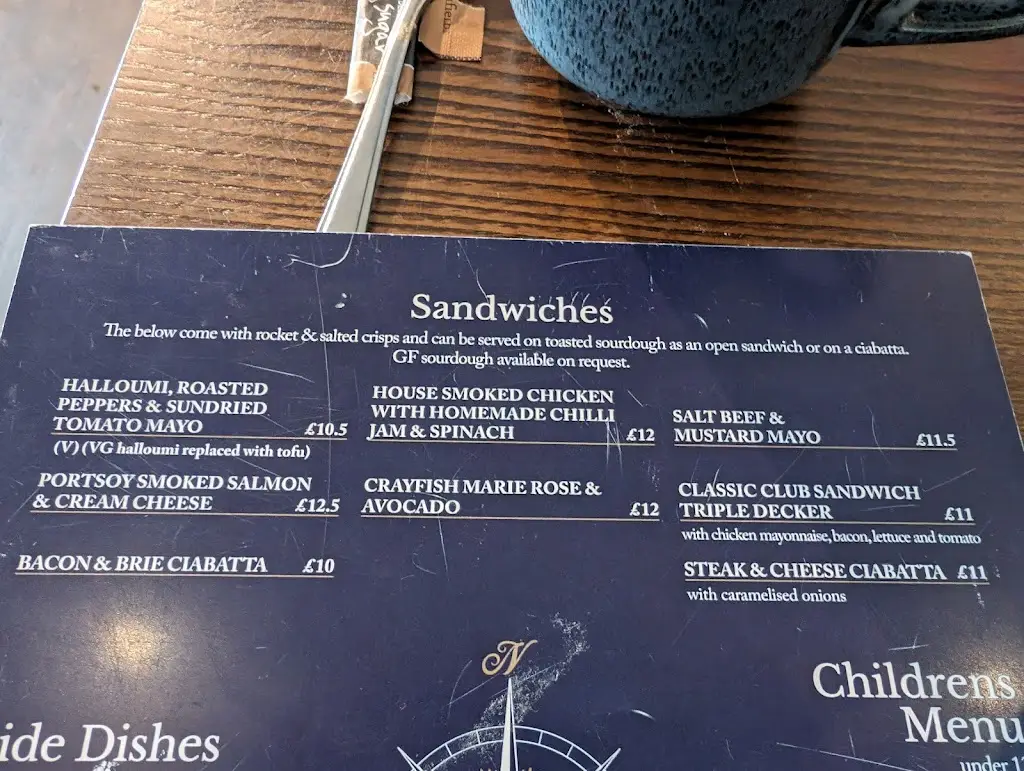 Sandwiches
The below come with rocket & salted crisps and can be served on toasted sourdough as an open sandwich or on a ciabatta.
GF sourdough available on request.
HALLOUMI, ROASTED
PEPPERS & SUNDRIED
TOMATO MAYO £10.5
(V) (VG halloumi replaced with tofu)
PORTSOY SMOKED SALMON
& CREAM CHEESE £12.5
BACON & BRIE CIABATTA £10
HOUSE SMOKED CHICKEN
WITH HOMEMADE CHILLI
JAM & SPINACH £12
CRAYFISH MARIE ROSE &
AVOCADO £12
SALT BEEF &
MUSTARD MAYO £11.5
CLASSIC CLUB SANDWICH
TRIPLE DECKER £11
with chicken mayonnaise, bacon, lettuce and tomato
STEAK & CHEESE CIABATTA £11
with caramelised onions
N
ide Dishes
Childrens
Menu
under 1